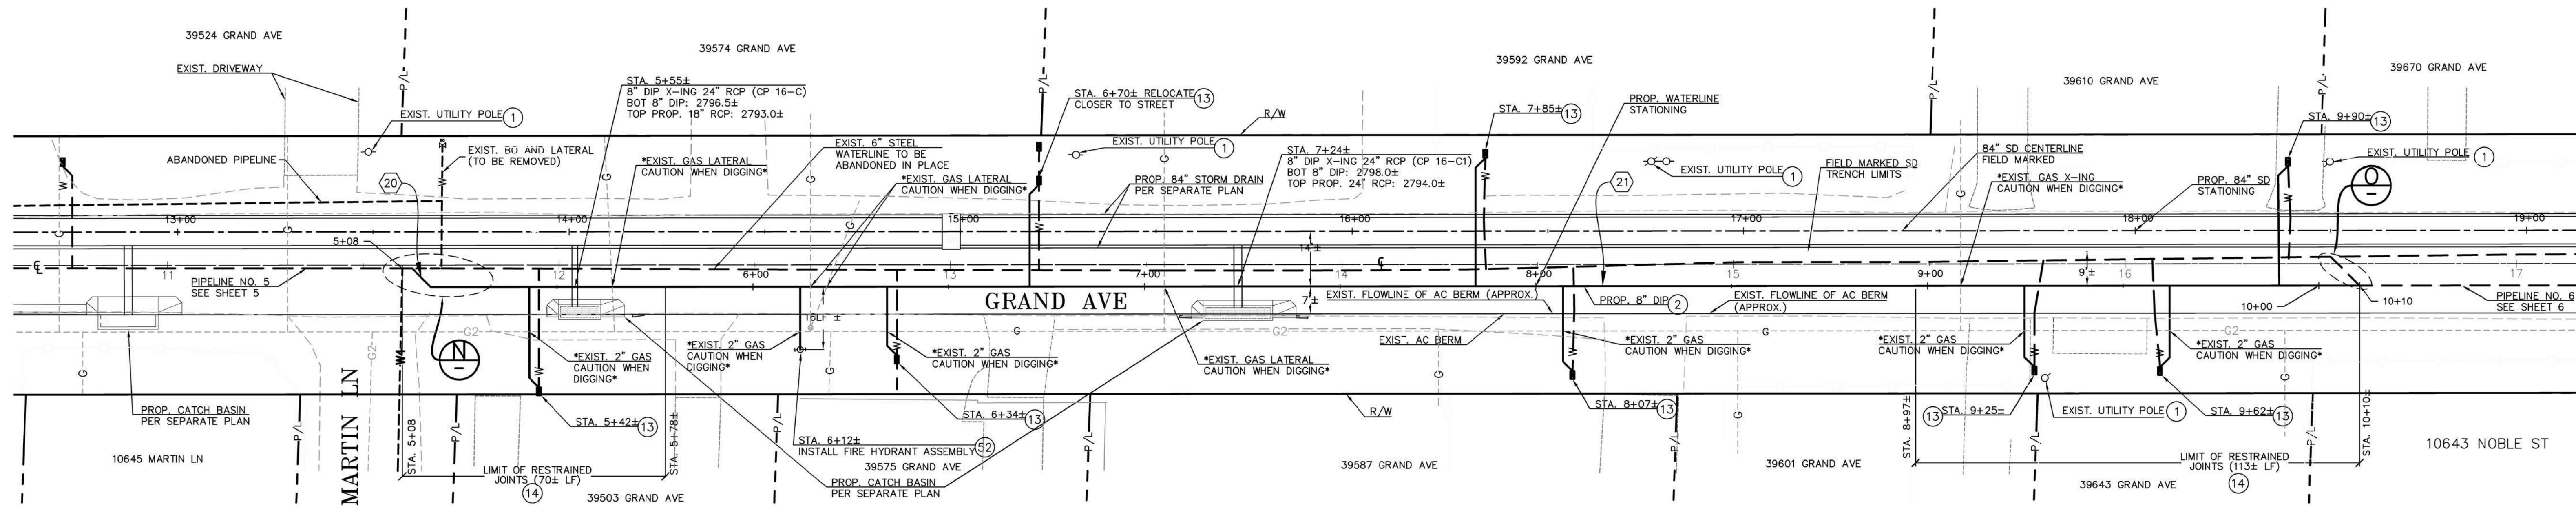 39524 GRAND AVE
39574 GRAND AVE
39592 GRAND AVE
39610 GRAND AVE
39670 GRAND AVE
EXIST. DRIVEWAY
P/L
P/L
P/L
P/L
EXIST. UTILITY POLE 1
STA. 5+55±
8" DIP X-ING 24" RCP (CP 16-C)
BOT 8" DIP: 2796.5±
TOP PROP. 18" RCP: 2793.0±
STA. 6+70± RELOCATE
CLOSER TO STREET 13
R/W
STA. 7+85± 13
PROP. WATERLINE
STATIONING
STA. 9+90± 13
ABANDONED PIPELINE
EXIST. BO AND LATERAL
(TO BE REMOVED)
*EXIST. GAS LATERAL
CAUTION WHEN DIGGING*
EXIST. 6" STEEL
WATERLINE TO BE
ABANDONED IN PLACE
EXIST. UTILITY POLE 1
STA. 7+24±
8" DIP X-ING 24" RCP (CP 16-C1)
BOT 8" DIP: 2798.0±
TOP PROP. 24" RCP: 2794.0±
EXIST. UTILITY POLE 1
FIELD MARKED SD
TRENCH LIMITS
84" SD CENTERLINE
FIELD MARKED
EXIST. UTILITY POLE 1
20
*EXIST. GAS LATERAL
CAUTION WHEN DIGGING*
PROP. 84" STORM DRAIN
PER SEPARATE PLAN
21
*EXIST. GAS X-ING
CAUTION WHEN DIGGING*
PROP. 84" SD
STATIONING
O
-
W
W
W
W
W
G
G
G
G
G
13+00
14+00
15+00
16+00
17+00
18+00
19+00
5+08
14'±
℄
℄
11
12
6+00
13
7+00
14
8+00
15
9+00
9'±
16
17
PIPELINE NO. 5
SEE SHEET 5
GRAND AVE
7'±
EXIST. FLOWLINE OF AC BERM (APPROX.)
PROP. 8" DIP 2
EXIST. FLOWLINE OF AC BERM
(APPROX.)
10+00
10+10
PIPELINE NO. 6
SEE SHEET 6
16LF ±
G2
G
G2
G
G2
EXIST. AC BERM
N
-
W4
G2
G
*EXIST. 2" GAS
CAUTION WHEN
DIGGING*
*EXIST. 2" GAS
CAUTION WHEN
DIGGING*
*EXIST. 2" GAS
CAUTION WHEN DIGGING*
*EXIST. GAS LATERAL
CAUTION WHEN DIGGING*
*EXIST. 2" GAS
CAUTION WHEN DIGGING*
*EXIST. 2" GAS
CAUTION WHEN DIGGING*
*EXIST. 2" GAS
CAUTION WHEN DIGGING*
W
W
W
W
W
G
G
G
G
PROP. CATCH BASIN
PER SEPARATE PLAN
MARTIN LN
STA. 5+08
STA. 5+42± 13
STA. 5+78±
STA. 6+12±
INSTALL FIRE HYDRANT ASSEMBLY 52
STA. 6+34± 13
R/W
STA. 8+07± 13
STA. 8+97±
13 STA. 9+25±
EXIST. UTILITY POLE 1
STA. 9+62± 13
STA. 10+10±
P/L
P/L
P/L
P/L
P/L
P/L
P/L
10645 MARTIN LN
LIMIT OF RESTRAINED
JOINTS (70± LF)
14
39503 GRAND AVE
39575 GRAND AVE
PROP. CATCH BASIN
PER SEPARATE PLAN
39587 GRAND AVE
39601 GRAND AVE
39643 GRAND AVE
LIMIT OF RESTRAINED
JOINTS (113± LF)
14
10643 NOBLE ST